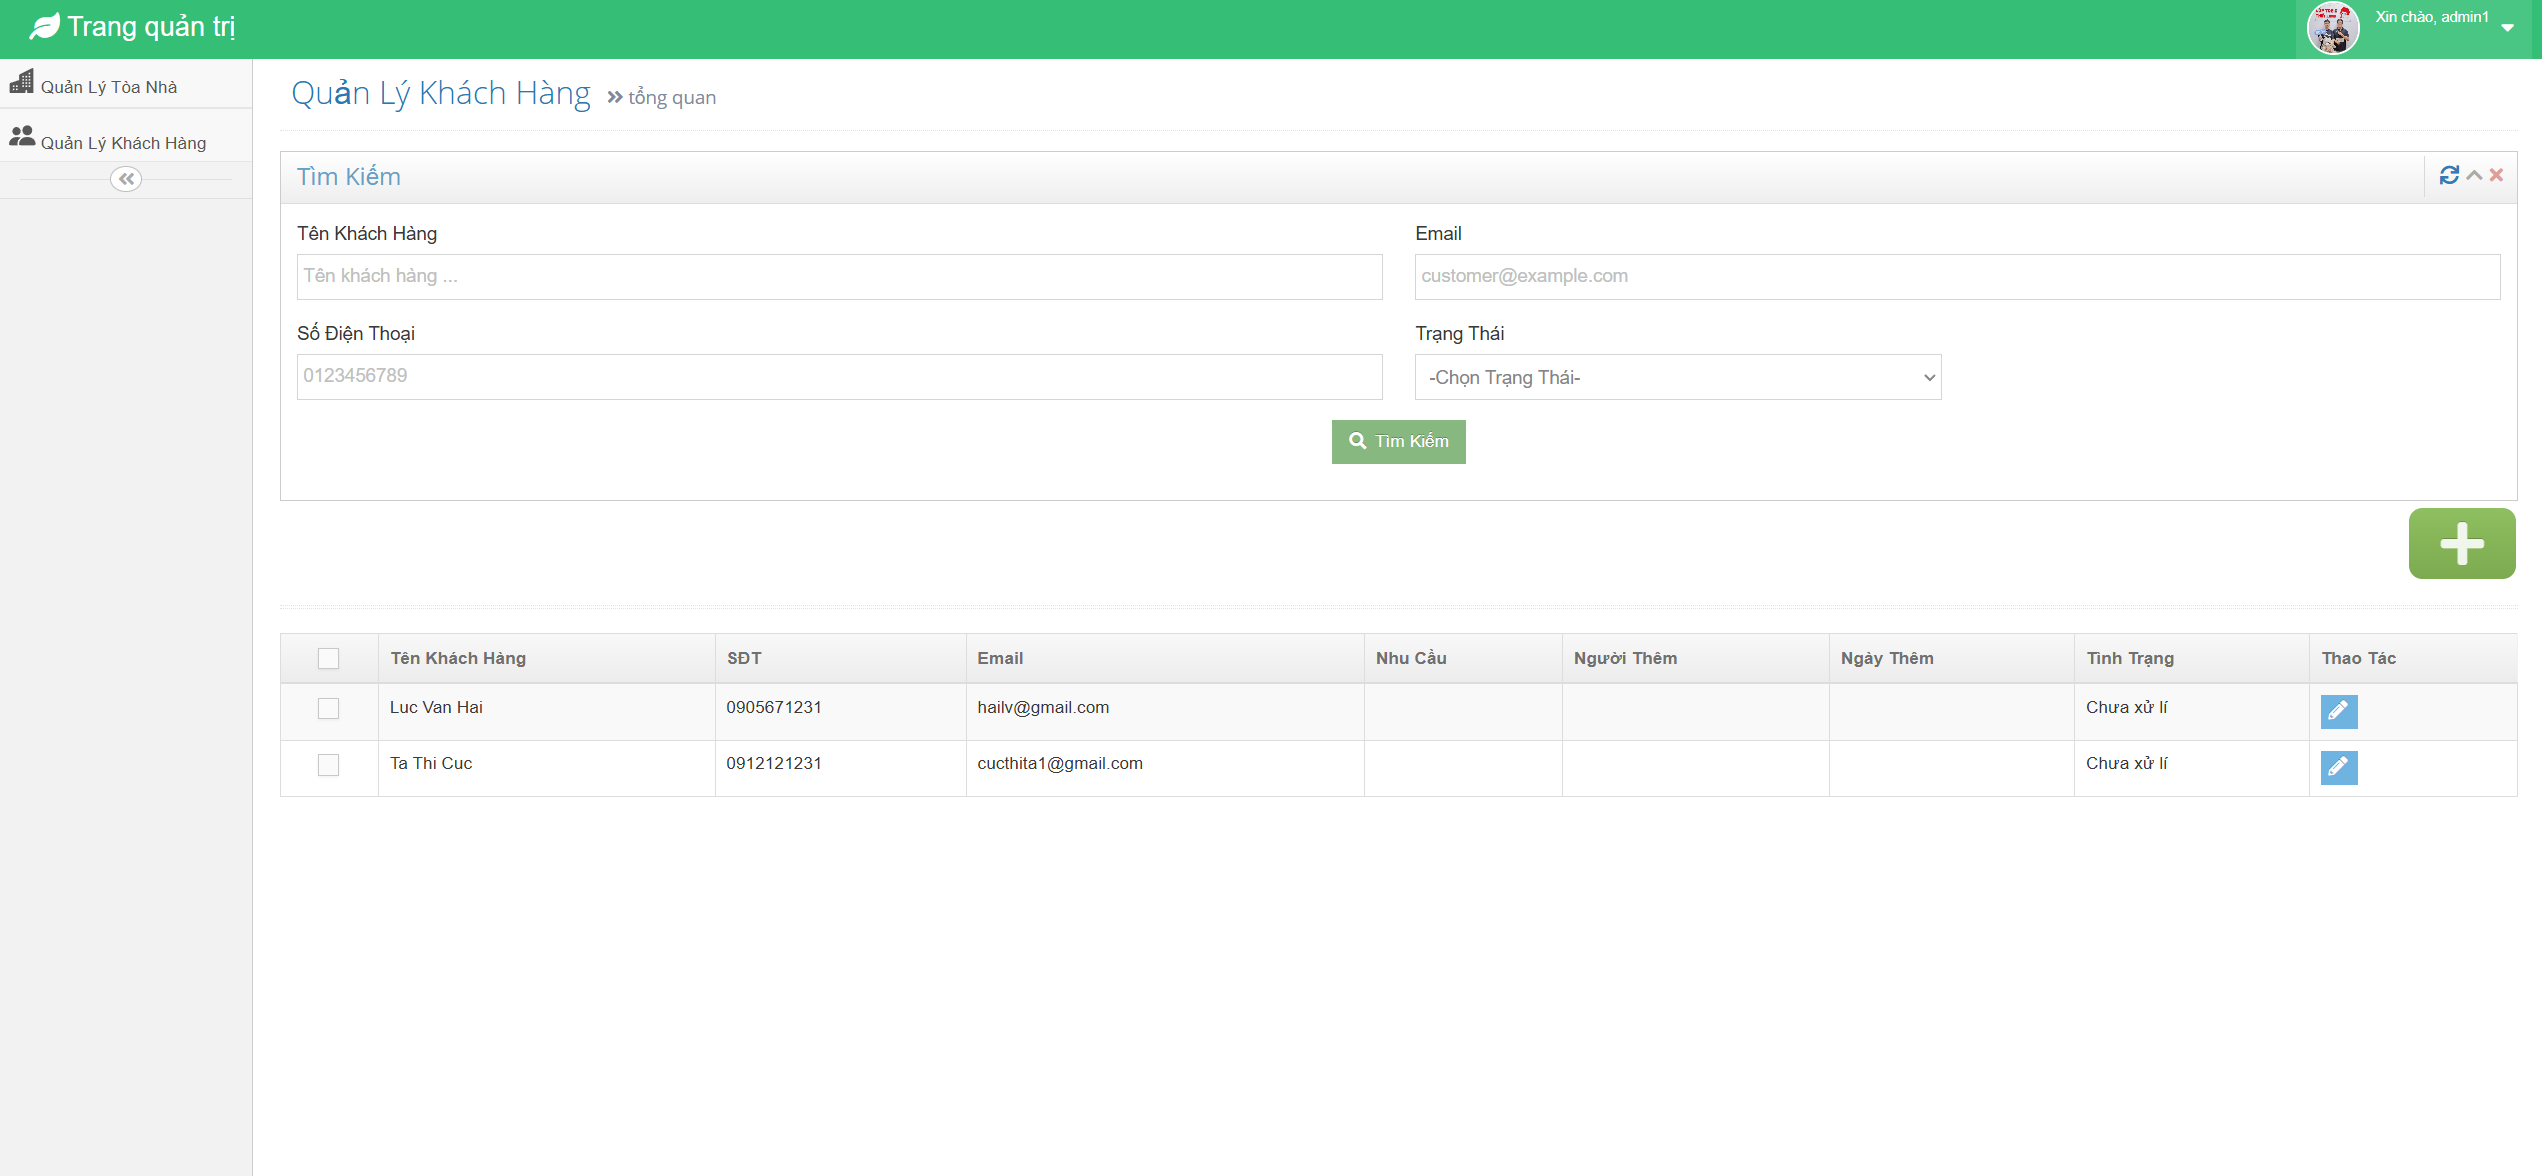 Trang quản trị
Xin chào, admin1
Quản Lý Tòa Nhà
Quản Lý Khách Hàng
Quản Lý Khách Hàng
tổng quan
Tìm Kiếm
Tên Khách Hàng
Email
Tên khách hàng ...
customer@example.com
Số Điện Thoại
Trạng Thái
0123456789
-Chọn Trạng Thái-
Tìm Kiếm
Tên Khách Hàng SĐT Email Nhu Cầu Người Thêm Ngày Thêm Tình Trạng Thao Tác
Luc Van Hai 0905671231 hailv@gmail.com Chưa xử lí
Ta Thi Cuc 0912121231 cucthita1@gmail.com Chưa xử lí